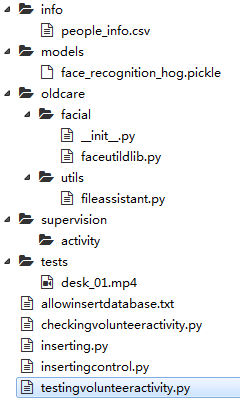 info
people_info.csv
models
face_recognition_hog.pickle
oldcare
facial
__init__.py
faceutildlib.py
utils
fileassistant.py
supervision
activity
tests
desk_01.mp4
allowinsertdatabase.txt
checkingvolunteeractivity.py
inserting.py
insertingcontrol.py
testingvolunteeractivity.py